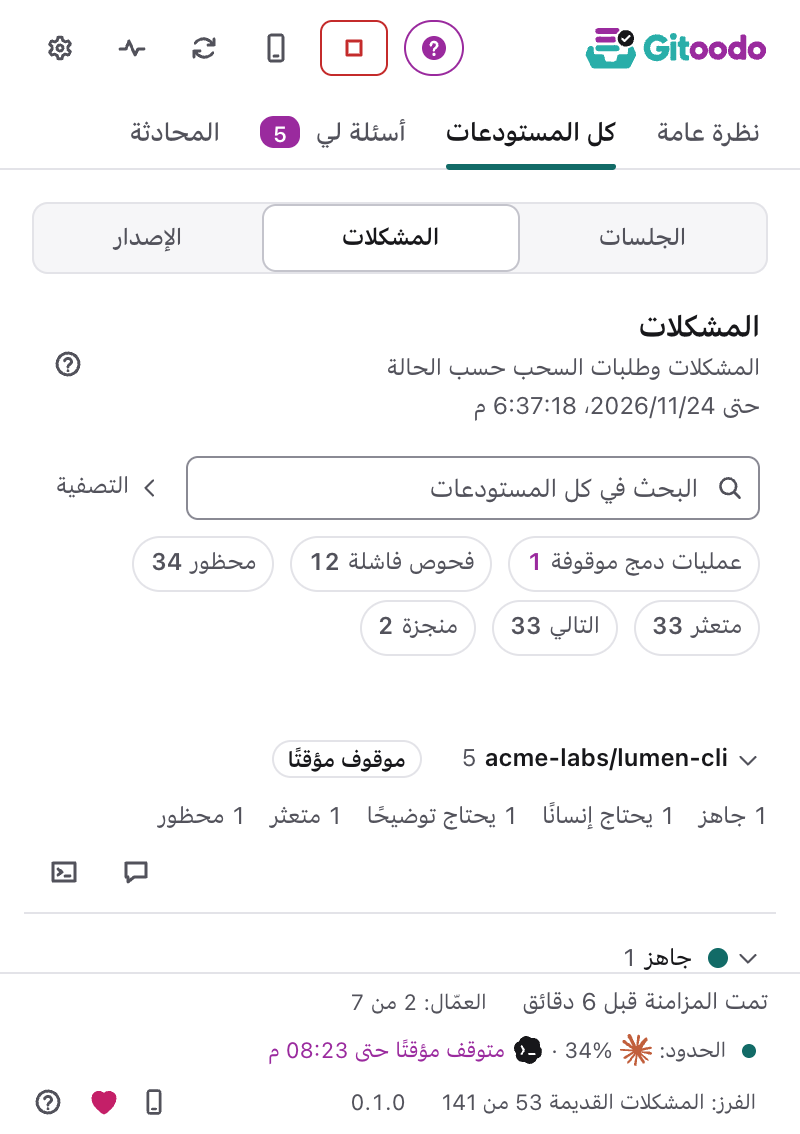 Gitoodo
نظرة عامة
كل المستودعات
أسئلة لي 5
المحادثة
الجلسات
المشكلات
الإصدار
المشكلات
المشكلات وطلبات السحب حسب الحالة
حتى 2026/11/24، 6:37:18 م
البحث في كل المستودعات
التصفية
عمليات دمج موقوفة 1
فحوص فاشلة 12
محظور 34
متعثر 33
التالي 33
منجزة 2
acme-labs/lumen-cli 5
موقوف مؤقتًا
1 جاهز
1 يحتاج إنسانًا
1 يحتاج توضيحًا
1 متعثر
1 محظور
جاهز 1
تمت المزامنة قبل 6 دقائق
العمّال: 2 من 7
الحدود: 34% · متوقف مؤقتًا حتى 08:23 م
الفرز: المشكلات القديمة 53 من 141
0.1.0